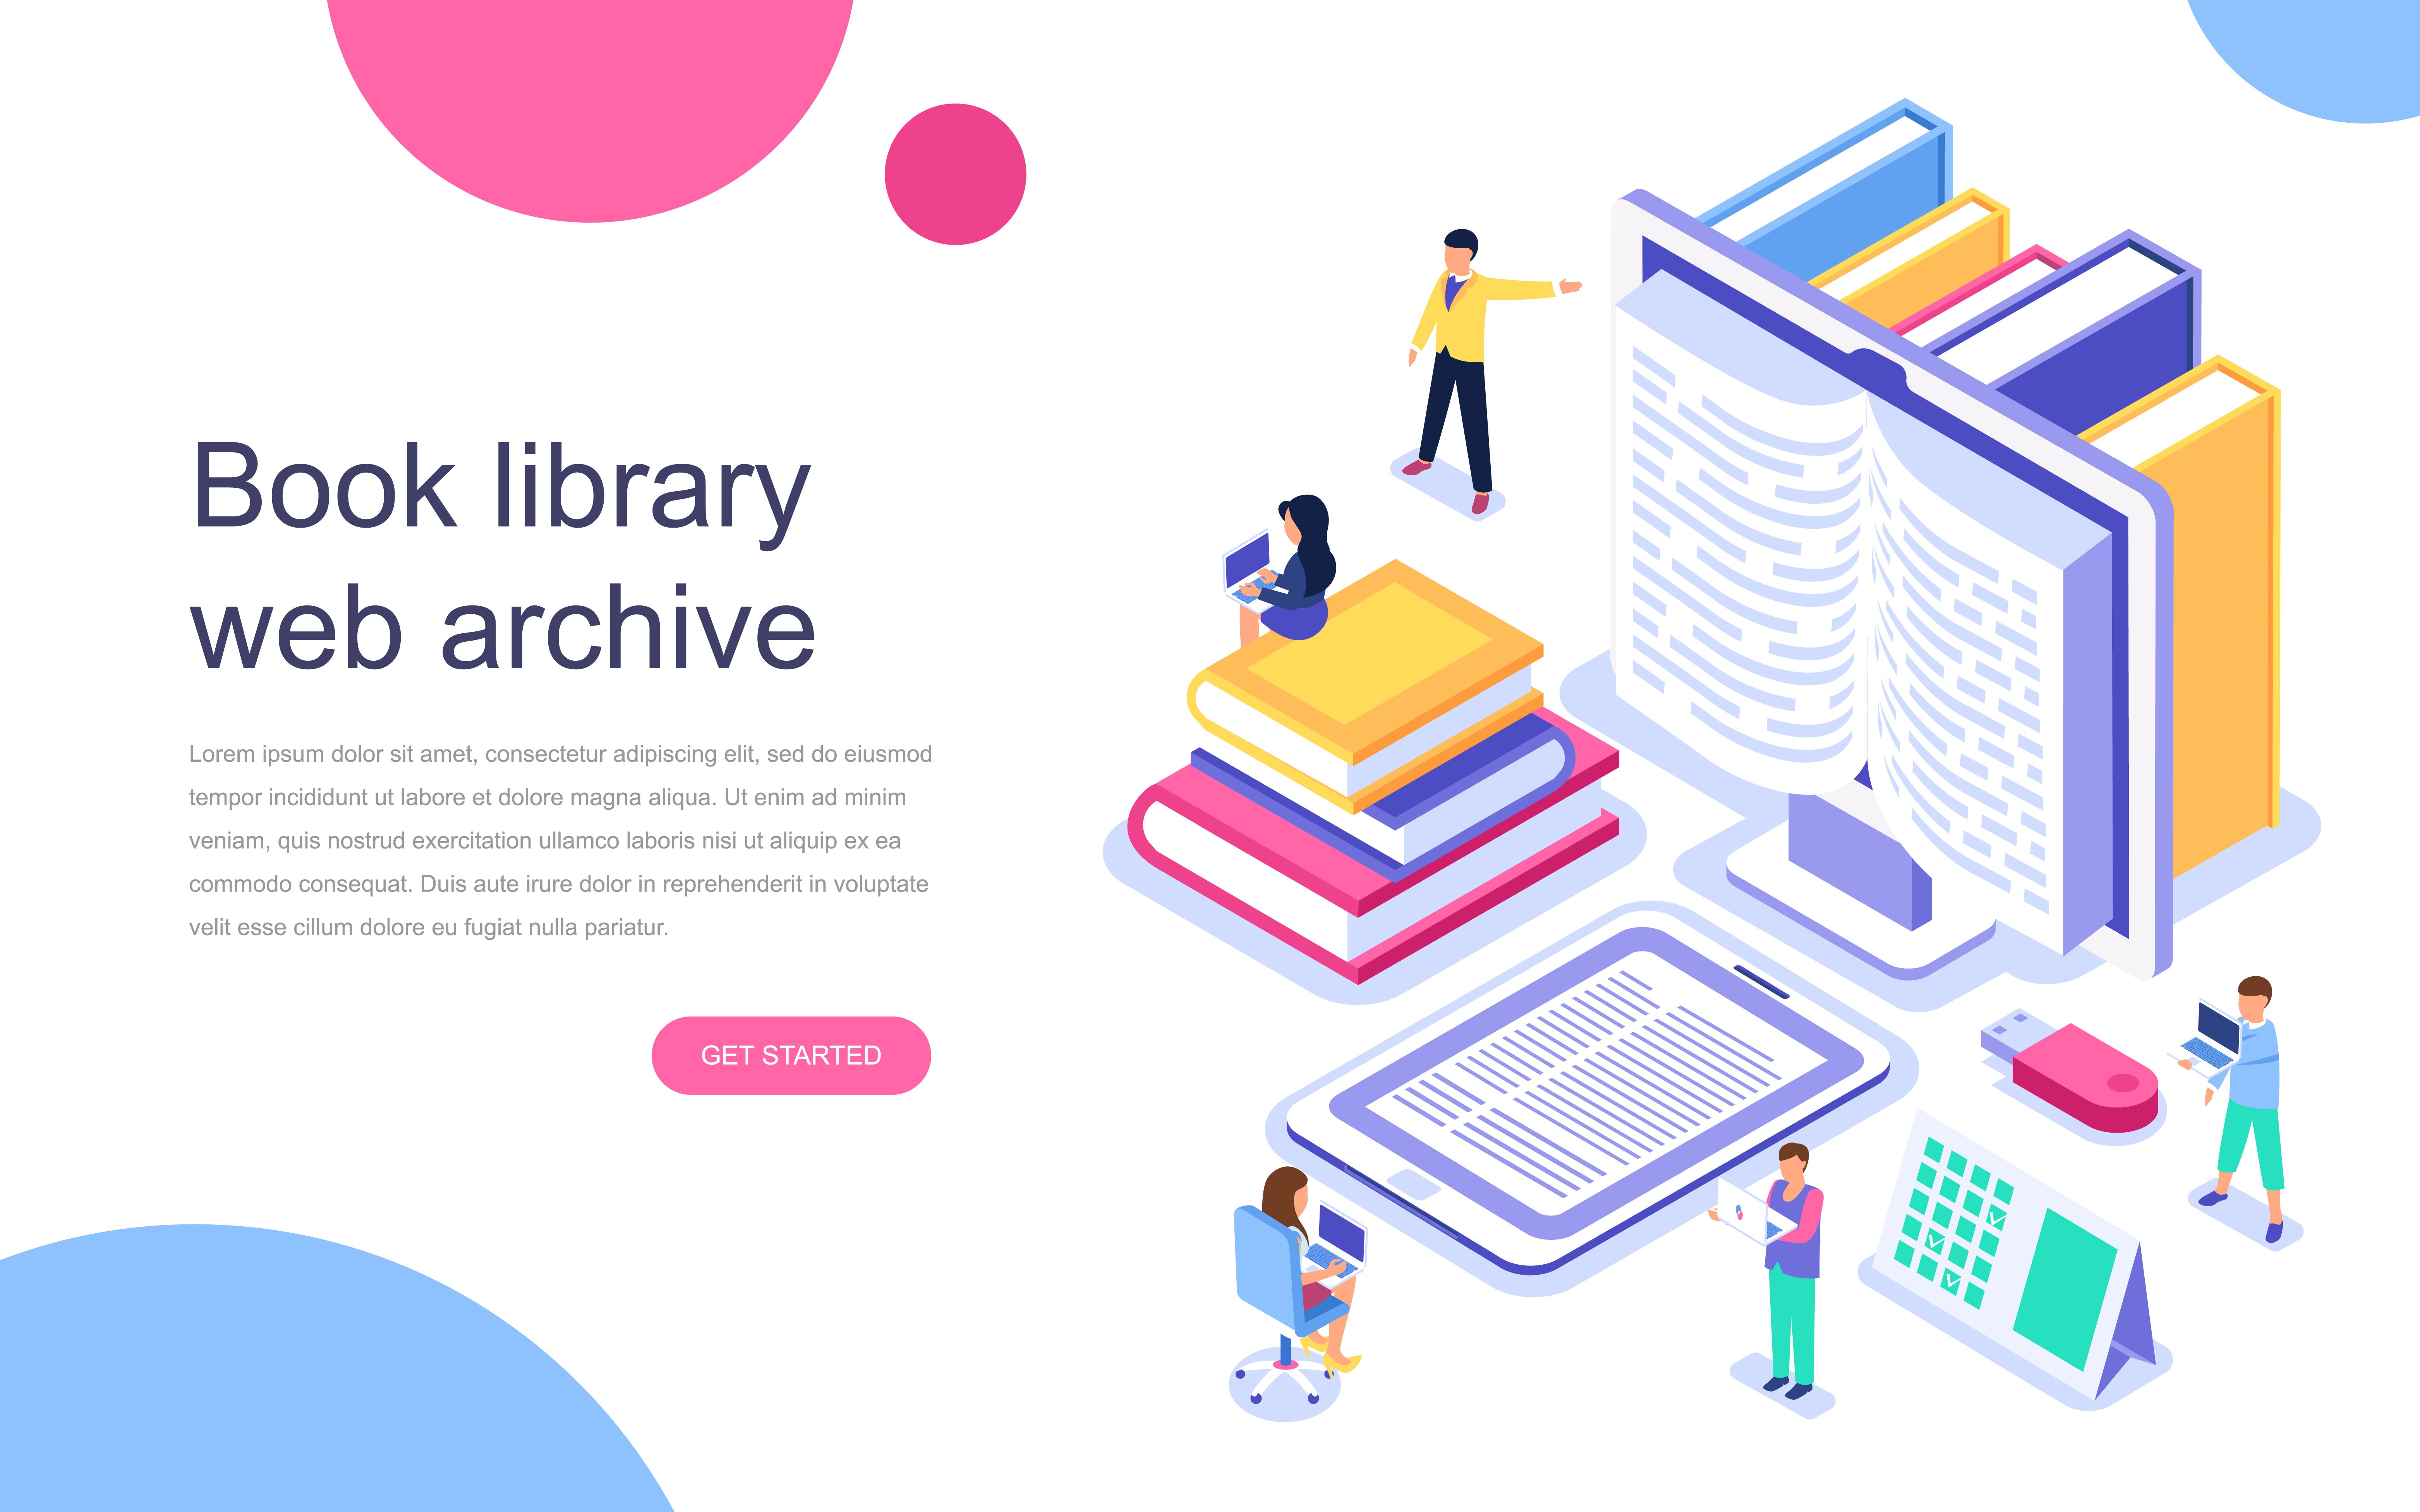 Book library
web archive
Lorem ipsum dolor sit amet, consectetur adipiscing elit, sed do eiusmod
tempor incididunt ut labore et dolore magna aliqua. Ut enim ad minim
veniam, quis nostrud exercitation ullamco laboris nisi ut aliquip ex ea
commodo consequat. Duis aute irure dolor in reprehenderit in voluptate
velit esse cillum dolore eu fugiat nulla pariatur.
GET STARTED